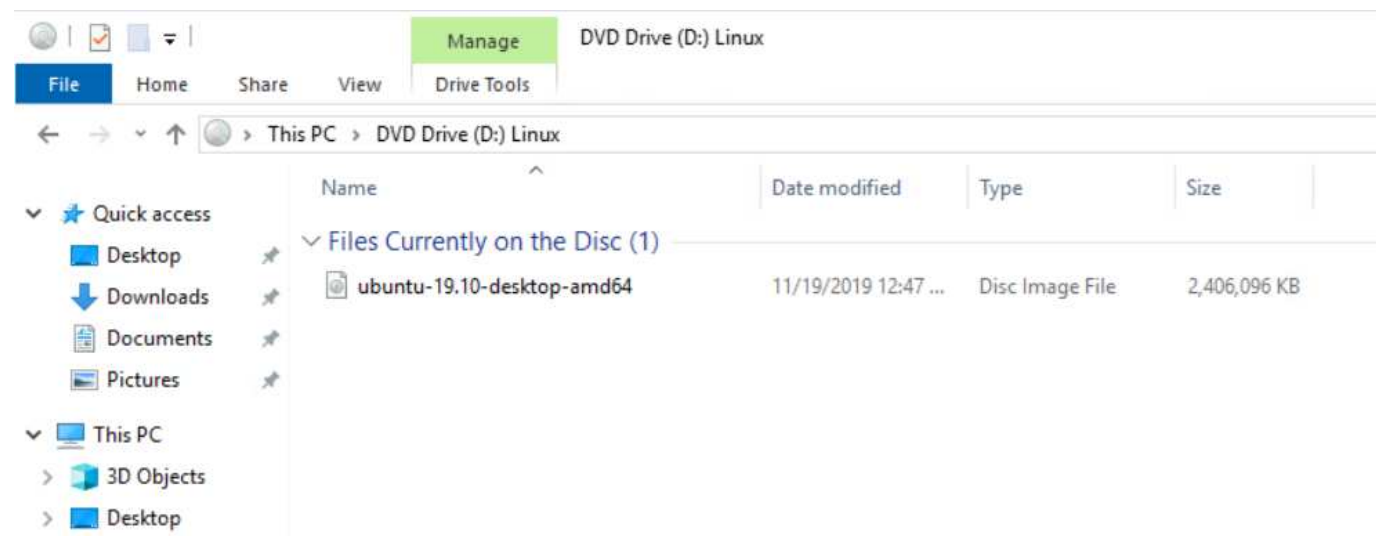 Manage DVD Drive (D:) Linux
File Home Share View Drive Tools
This PC > DVD Drive (D:) Linux
Name Date modified Type Size
Quick access
Files Currently on the Disc (1)
Desktop
ubuntu-19.10-desktop-amd64 11/19/2019 12:47 ... Disc Image File 2,406,096 KB
Downloads
Documents
Pictures
This PC
3D Objects
Desktop